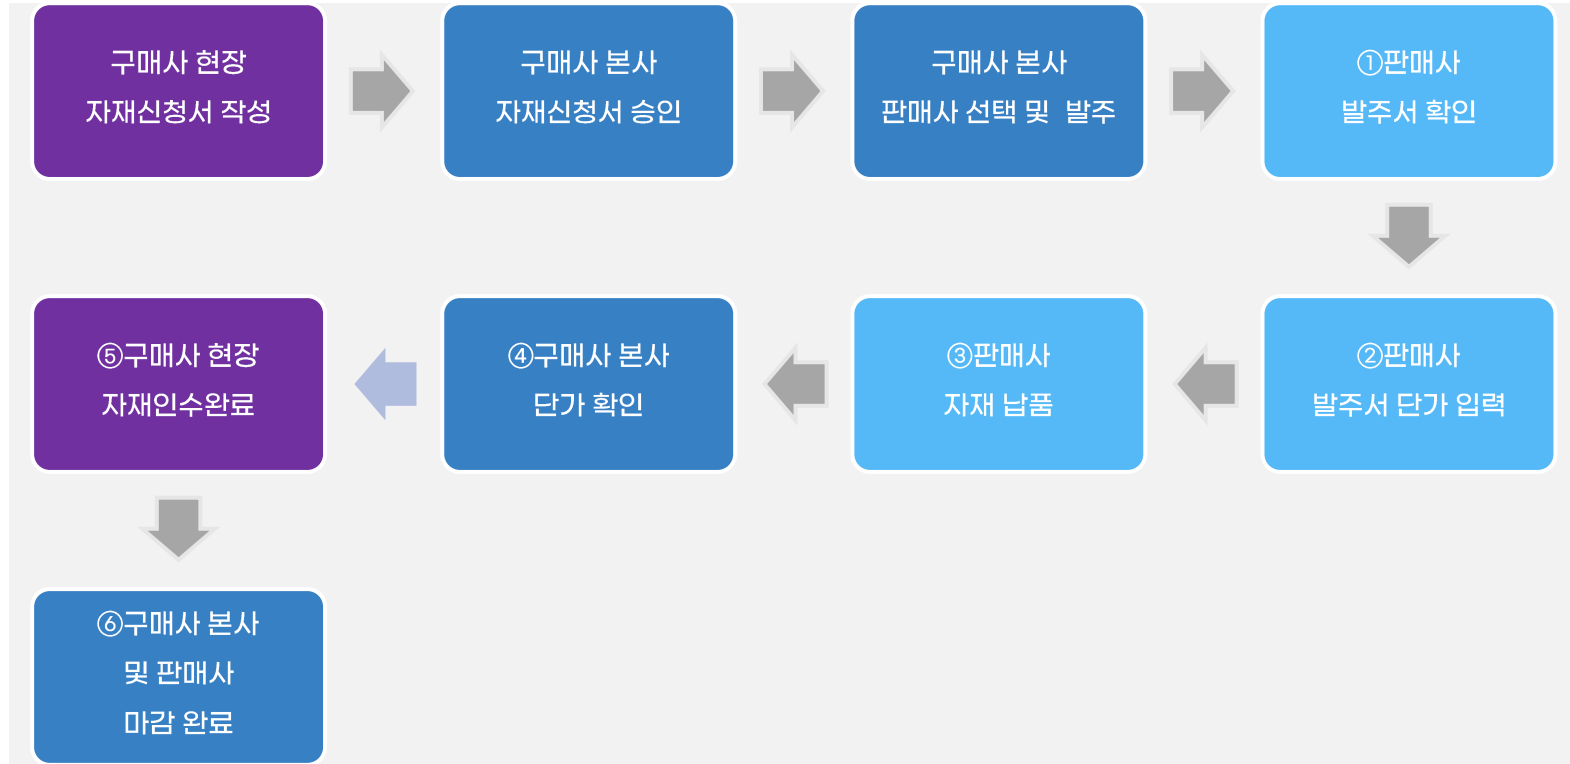 구매사 현장
자재신청서 작성
구매사 본사
자재신청서 승인
구매사 본사
판매사 선택 및  발주
①판매사
발주서 확인
②판매사
발주서 단가 입력
③판매사
자재 납품
④구매사 본사
단가 확인
⑤구매사 현장
자재인수완료
⑥구매사 본사
및 판매사
마감 완료